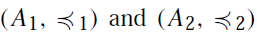 (A₁, ≼₁) and (A₂, ≼₂)